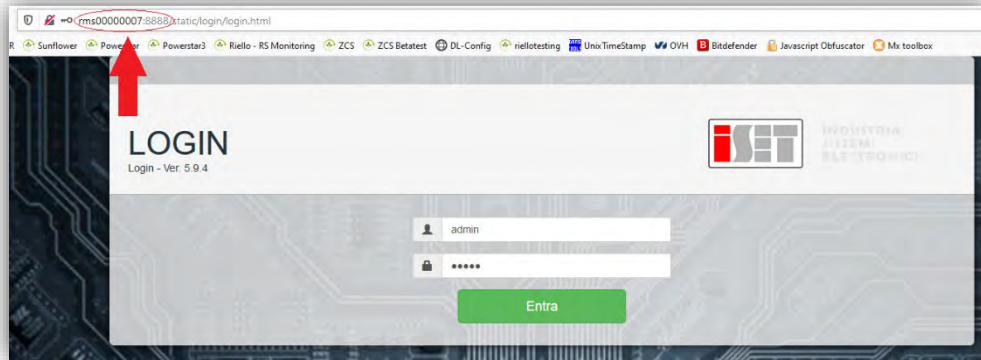 rms00000007:8888/static/login/login.html
R Sunflower Powerstar Powerstar3 Riello - RS Monitoring ZCS ZCS Betatest DL-Config riellotesting UnixTimeStamp OVH B Bitdefender Javascript Obfuscator Mx toolbox
LOGIN
Login - Ver. 5.9.4
iSET
INDUSTRIA
SISTEMI
ELETTRONICI
admin
•••••
Entra